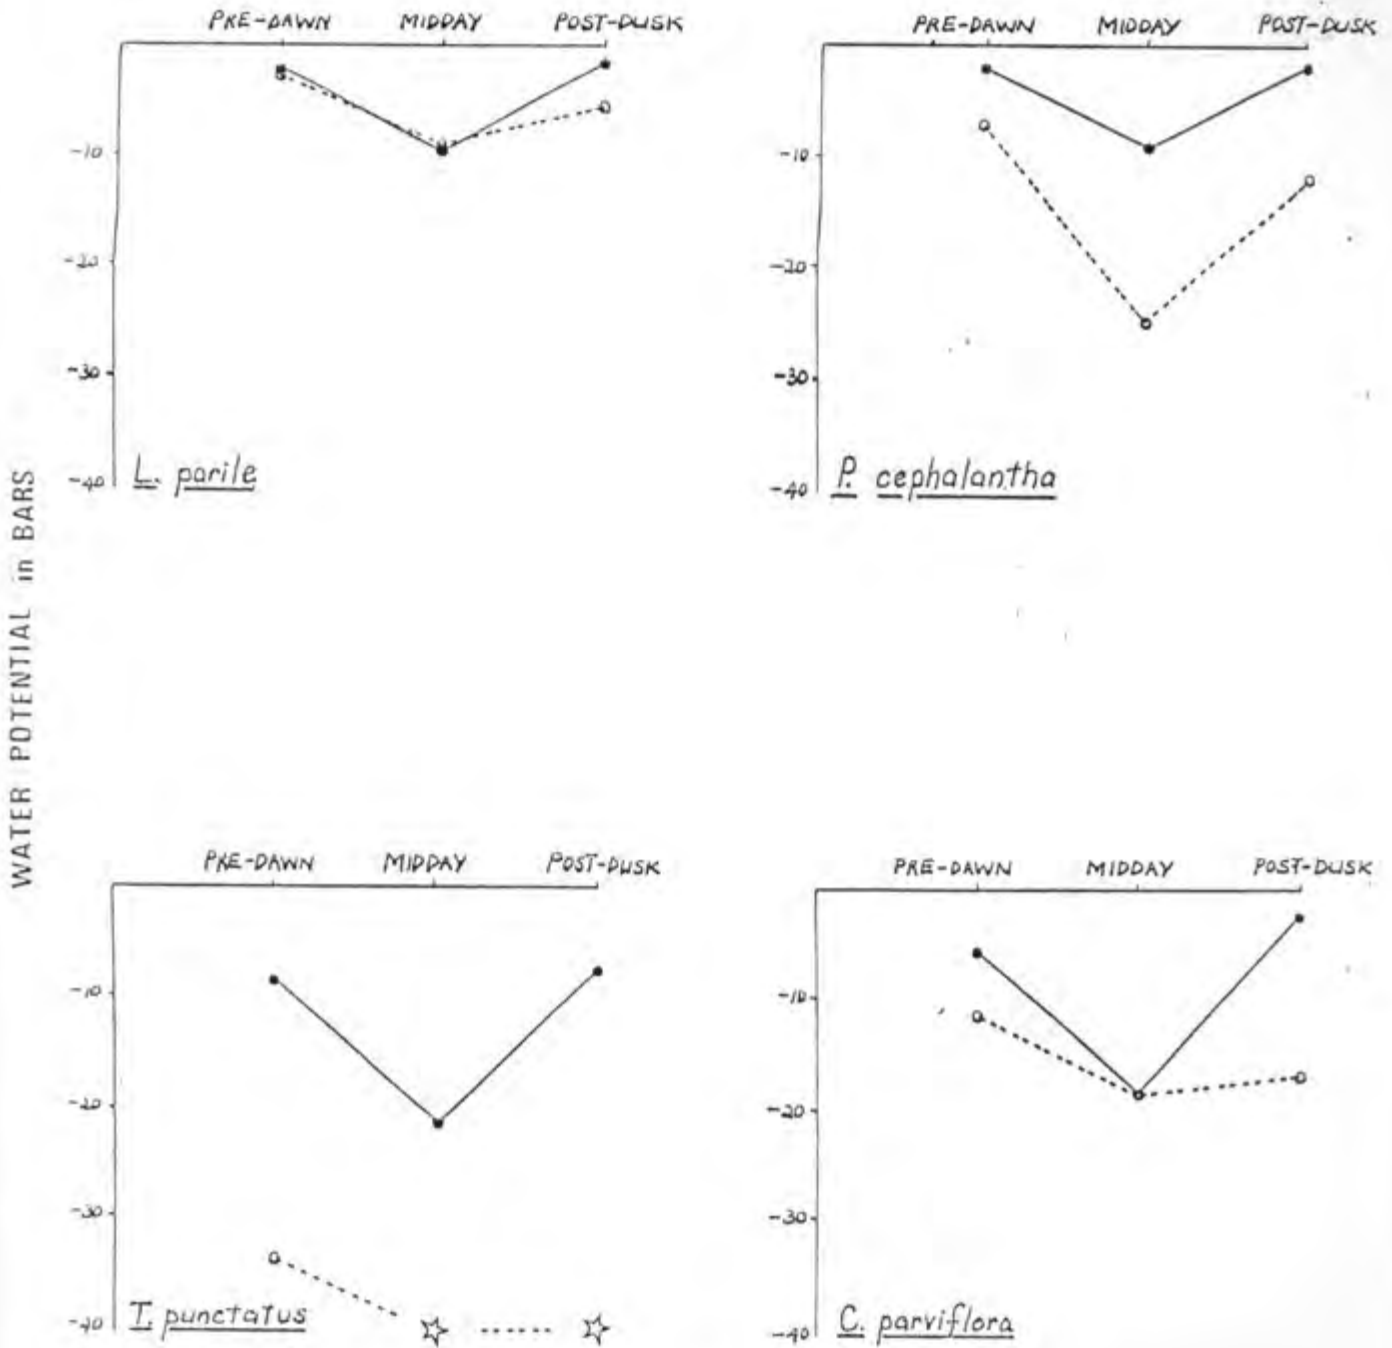 WATER POTENTIAL in BARS
PRE-DAWN MIDDAY POST-DUSK
-10
-20
-30
-40
L. parile
PRE-DAWN MIDDAY POST-DUSK
-10
-20
-30
-40
P. cephalantha
PRE-DAWN MIDDAY POST-DUSK
-10
-20
-30
-40
T. punctatus
PRE-DAWN MIDDAY POST-DUSK
-10
-20
-30
-40
C. parviflora